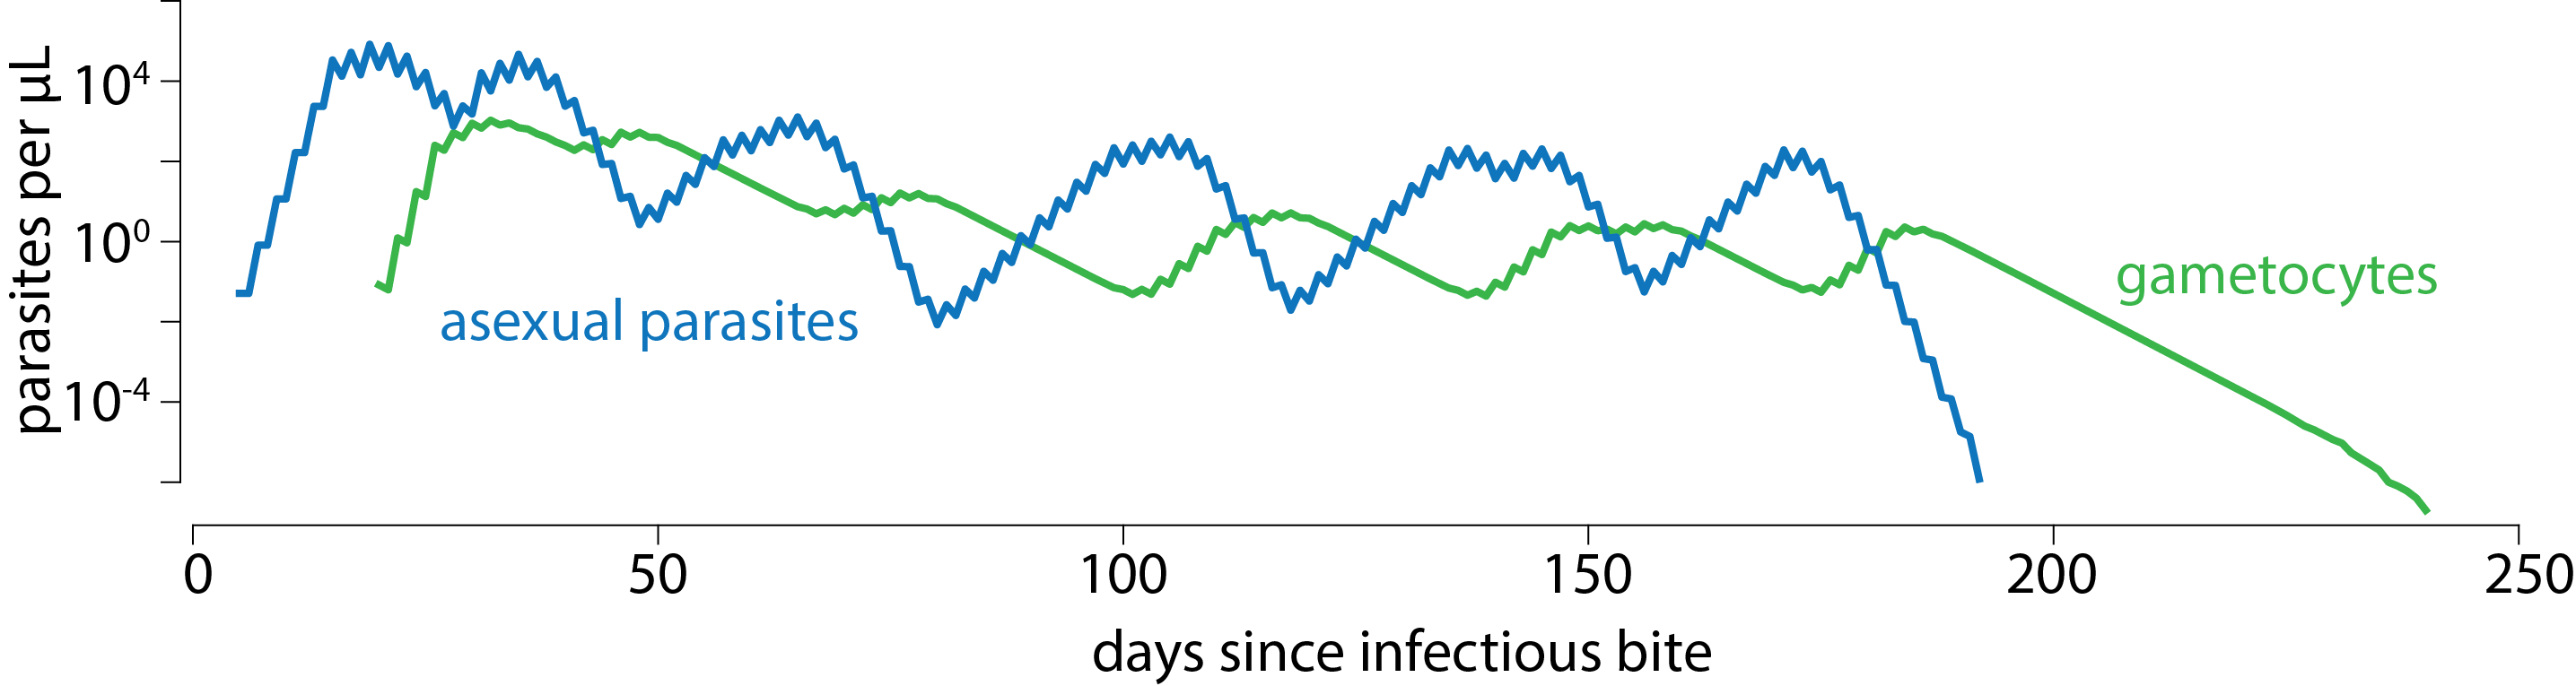 parasites per µL
10⁴
10⁰
10⁻⁴
asexual parasites
gametocytes
0 50 100 150 200 250
days since infectious bite